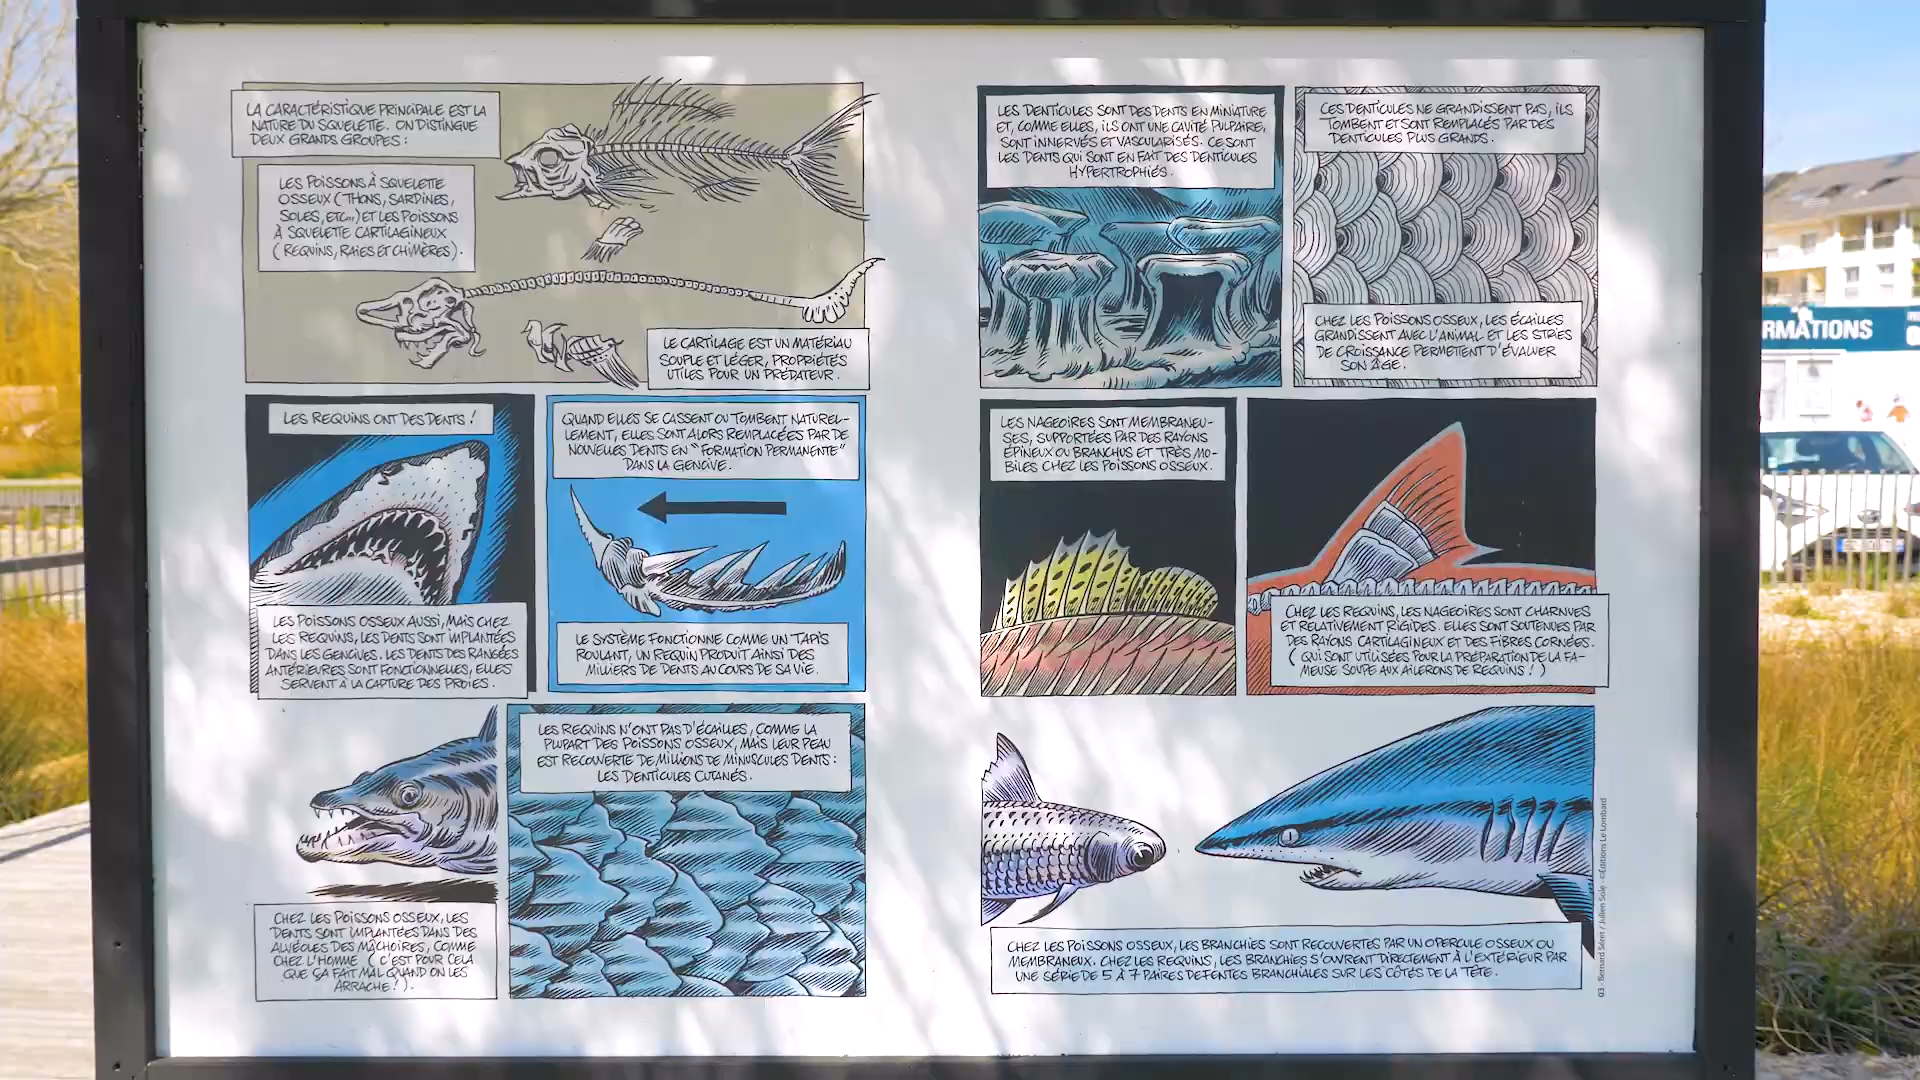 LA CARACTÉRISTIQUE PRINCIPALE EST LA
NATURE DU SQUELETTE. ON DISTINGUE
DEUX GRANDS GROUPES :
LES POISSONS À SQUELETTE
OSSEUX (THONS, SARDINES,
SOLES, ETC...) ET LES POISSONS
À SQUELETTE CARTILAGINEUX
(REQUINS, RAIES ET CHIMÈRES).
LE CARTILAGE EST UN MATÉRIAU
SOUPLE ET LÉGER, PROPRIÉTÉS
UTILES POUR UN PRÉDATEUR.
LES REQUINS ONT DES DENTS !
LES POISSONS OSSEUX AUSSI, MAIS CHEZ
LES REQUINS, LES DENTS SONT IMPLANTÉES
DANS LES GENCIVES. LES DENTS DES RANGÉES
ANTÉRIEURES SONT FONCTIONNELLES, ELLES
SERVENT À LA CAPTURE DES PROIES.
QUAND ELLES SE CASSENT OU TOMBENT NATUREL-
LEMENT, ELLES SONT ALORS REMPLACÉES PAR DE
NOUVELLES DENTS EN "FORMATION PERMANENTE"
DANS LA GENCIVE.
LE SYSTÈME FONCTIONNE COMME UN TAPIS
ROULANT, UN REQUIN PRODUIT AINSI DES
MILLIERS DE DENTS AU COURS DE SA VIE.
CHEZ LES POISSONS OSSEUX, LES
DENTS SONT IMPLANTÉES DANS DES
ALVÉOLES DES MÂCHOIRES, COMME
CHEZ L'HOMME (C'EST POUR CELA
QUE ÇA FAIT MAL QUAND ON LES
ARRACHE !).
LES REQUINS N'ONT PAS D'ÉCAILLES, COMME LA
PLUPART DES POISSONS OSSEUX, MAIS LEUR PEAU
EST RECOUVERTE DE MILLIONS DE MINUSCULES DENTS :
LES DENTICULES CUTANÉS.
LES DENTICULES SONT DES DENTS EN MINIATURE
ET, COMME ELLES, ILS ONT UNE CAVITÉ PULPAIRE,
SONT INNERVÉS ET VASCULARISÉS. CE SONT
LES DENTS QUI SONT EN FAIT DES DENTICULES
HYPERTROPHIÉS.
CES DENTICULES NE GRANDISSENT PAS, ILS
TOMBENT ET SONT REMPLACÉS PAR DES
DENTICULES PLUS GRANDS.
CHEZ LES POISSONS OSSEUX, LES ÉCAILLES
GRANDISSENT AVEC L'ANIMAL ET LES STRIES
DE CROISSANCE PERMETTENT D'ÉVALUER
SON ÂGE.
LES NAGEOIRES SONT MEMBRANEU-
SES, SUPPORTÉES PAR DES RAYONS
ÉPINEUX OU BRANCHUS ET TRÈS MO-
BILES CHEZ LES POISSONS OSSEUX.
CHEZ LES REQUINS, LES NAGEOIRES SONT CHARNUES
ET RELATIVEMENT RIGIDES. ELLES SONT SOUTENUES PAR
DES RAYONS CARTILAGINEUX ET DES FIBRES CORNÉES.
(QUI SONT UTILISÉES POUR LA PRÉPARATION DE LA FA-
MEUSE SOUPE AUX AILERONS DE REQUINS !)
CHEZ LES POISSONS OSSEUX, LES BRANCHIES SONT RECOUVERTES PAR UN OPERCULE OSSEUX OU
MEMBRANEUX. CHEZ LES REQUINS, LES BRANCHIES S'OUVRENT DIRECTEMENT À L'EXTÉRIEUR PAR
UNE SÉRIE DE 5 À 7 PAIRES DE FENTES BRANCHIALES SUR LES CÔTÉS DE LA TÊTE.
03 - Bernard Séret / Julien Solé - ©Éditions Le Lombard
RMATIONS